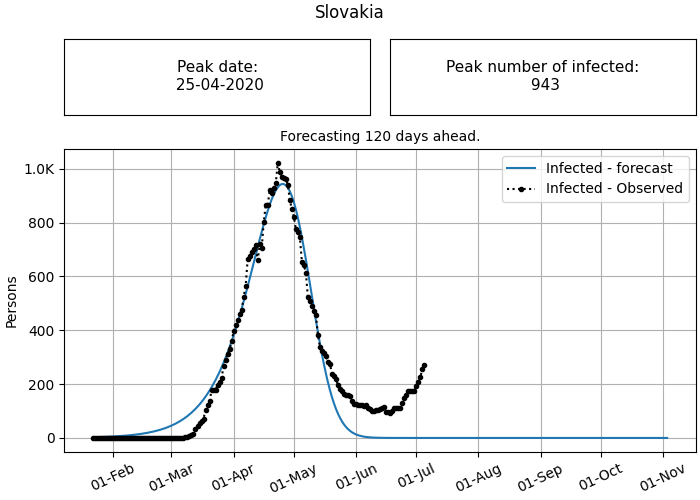 Slovakia
Peak date:
25-04-2020
Peak number of infected:
943
Forecasting 120 days ahead.
Infected - forecast
Infected - Observed
Persons
1.0K
800
600
400
200
0
01-Feb
01-Mar
01-Apr
01-May
01-Jun
01-Jul
01-Aug
01-Sep
01-Oct
01-Nov